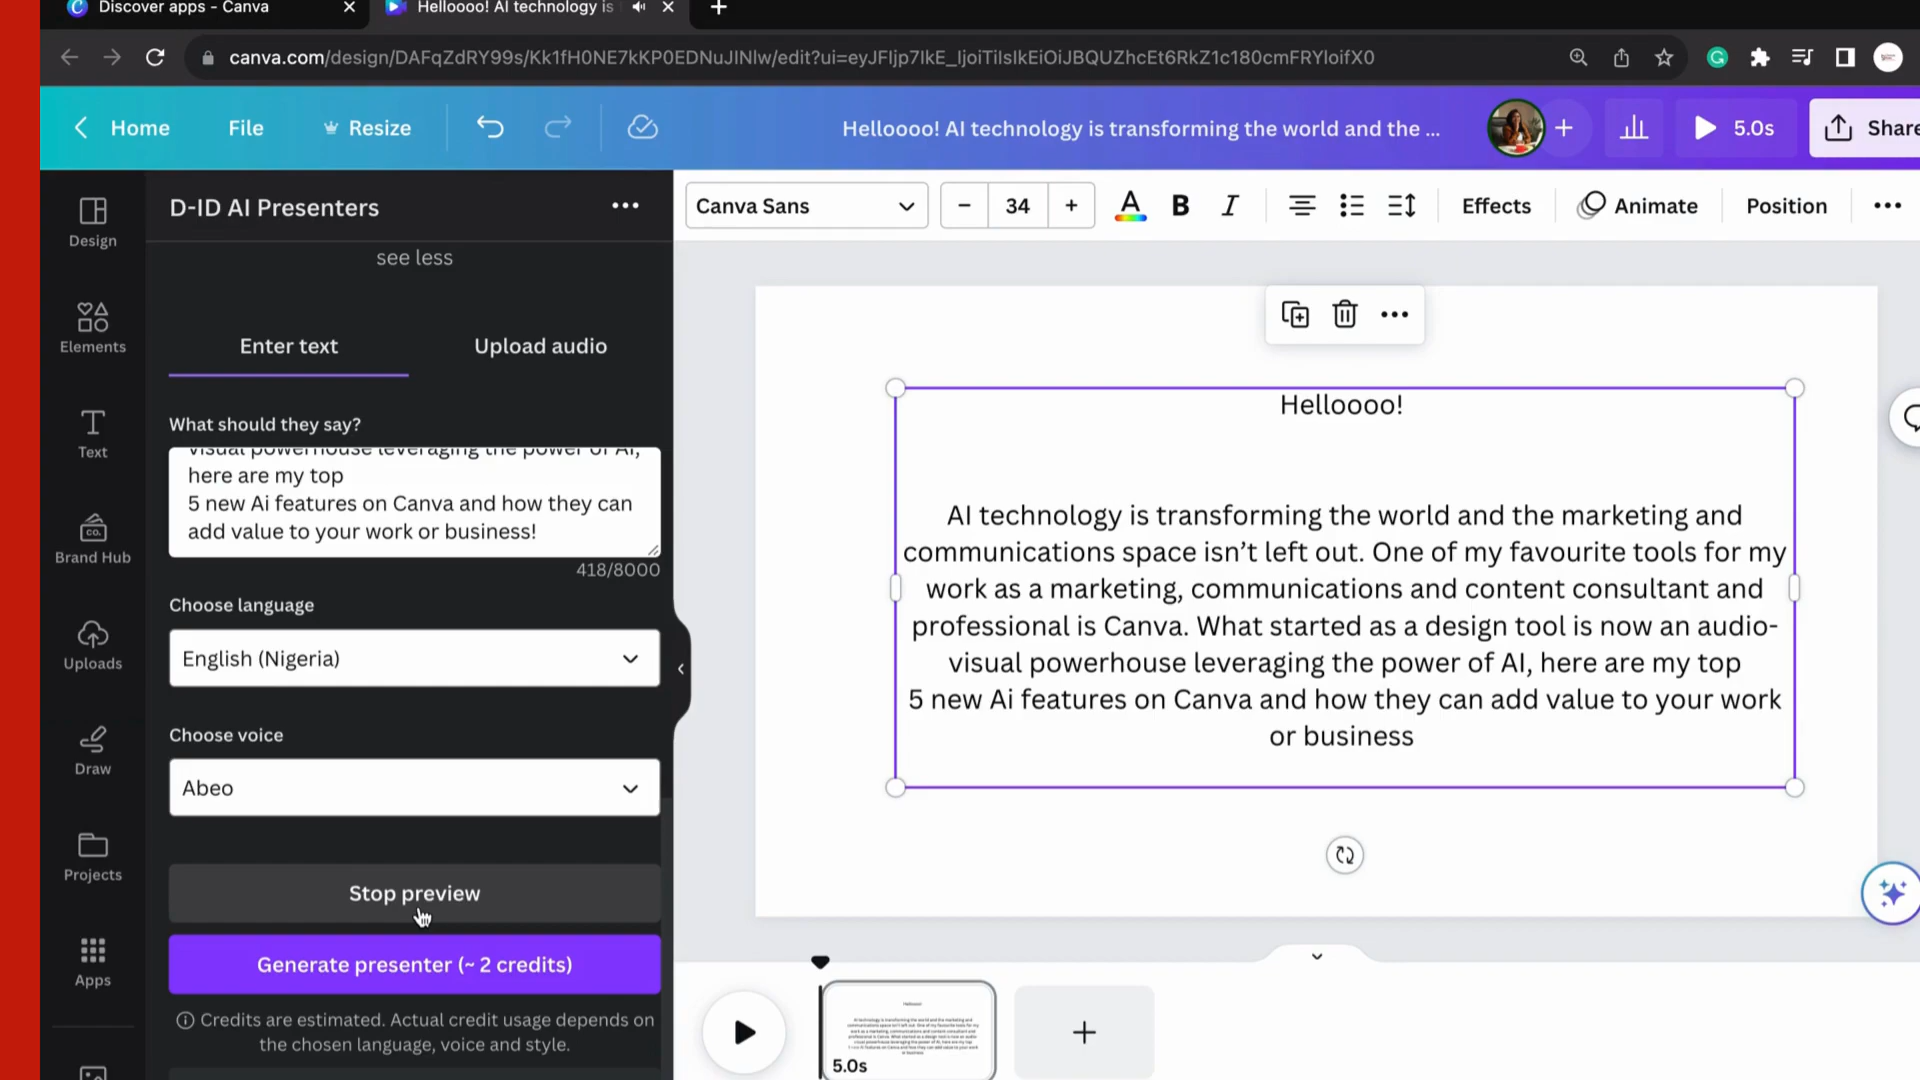 Discover apps - Canva
Helloooo! AI technology is
canva.com/design/DAFqZdRY99s/Kk1fH0NE7kKP0EDNuJINlw/edit?ui=eyJFIjp7IkE_IjoiTiIsIkEiOiJBQUZhcEt6RkZ1c180cmFRYIoifX0
Home
File
Resize
Helloooo! AI technology is transforming the world and the ...
5.0s
Share
D-ID AI Presenters
Canva Sans
34
Effects
Animate
Position
Design
Elements
Text
Brand Hub
Uploads
Draw
Projects
Apps
see less
Enter text
Upload audio
What should they say?
visual powerhouse leveraging the power of AI,
here are my top
5 new Ai features on Canva and how they can
add value to your work or business!
418/8000
Choose language
English (Nigeria)
Choose voice
Abeo
Stop preview
Generate presenter (~ 2 credits)
Credits are estimated. Actual credit usage depends on
the chosen language, voice and style.
Helloooo!
AI technology is transforming the world and the marketing and
communications space isn’t left out. One of my favourite tools for my
work as a marketing, communications and content consultant and
professional is Canva. What started as a design tool is now an audio-
visual powerhouse leveraging the power of AI, here are my top
5 new Ai features on Canva and how they can add value to your work
or business
5.0s